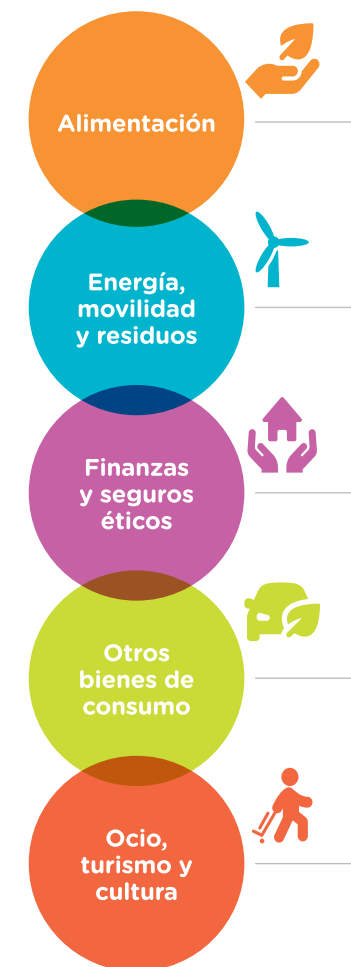 Alimentación
Energía,
movilidad
y residuos
Finanzas
y seguros
éticos
Otros
bienes de
consumo
Ocio,
turismo y
cultura